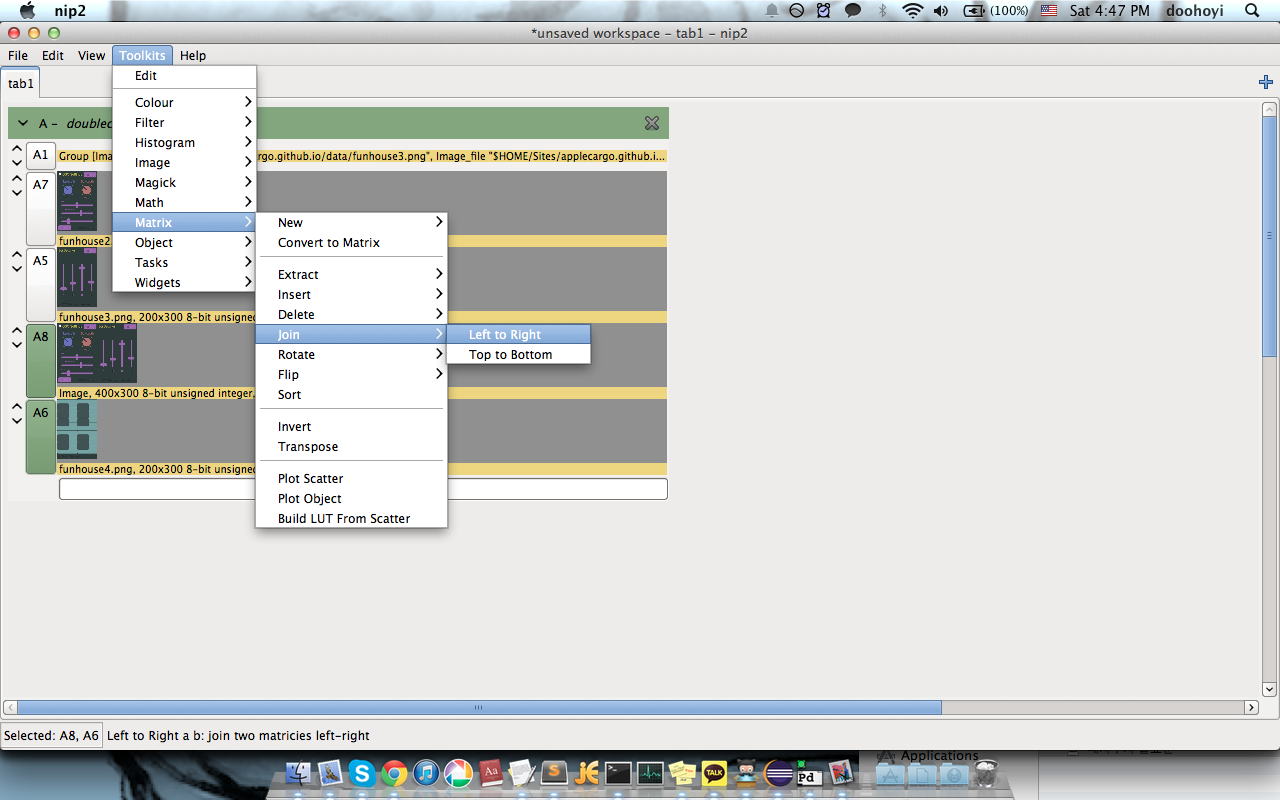 nip2
(100%)
Sat 4:47 PM
doohoyi
*unsaved workspace – tab1 – nip2
File Edit View Toolkits Help
tab1
Edit
Colour
Filter
Histogram
Image
Magick
Math
Matrix
Object
Tasks
Widgets
New
Convert to Matrix
Extract
Insert
Delete
Join
Rotate
Flip
Sort
Invert
Transpose
Plot Scatter
Plot Object
Build LUT From Scatter
Left to Right
Top to Bottom
A –
A1
Group [Ima
argo.github.io/data/funhouse3.png", Image_file "$HOME/Sites/applecargo.github.i...
A7
funhouse2.
A5
funhouse3.png, 200x300 8-bit unsigned
A8
Image, 400x300 8-bit unsigned integer,
A6
funhouse4.png, 200x300 8-bit unsigned
Selected: A8, A6
Left to Right a b: join two matricies left-right
Applications
Aa
TALK
Pd